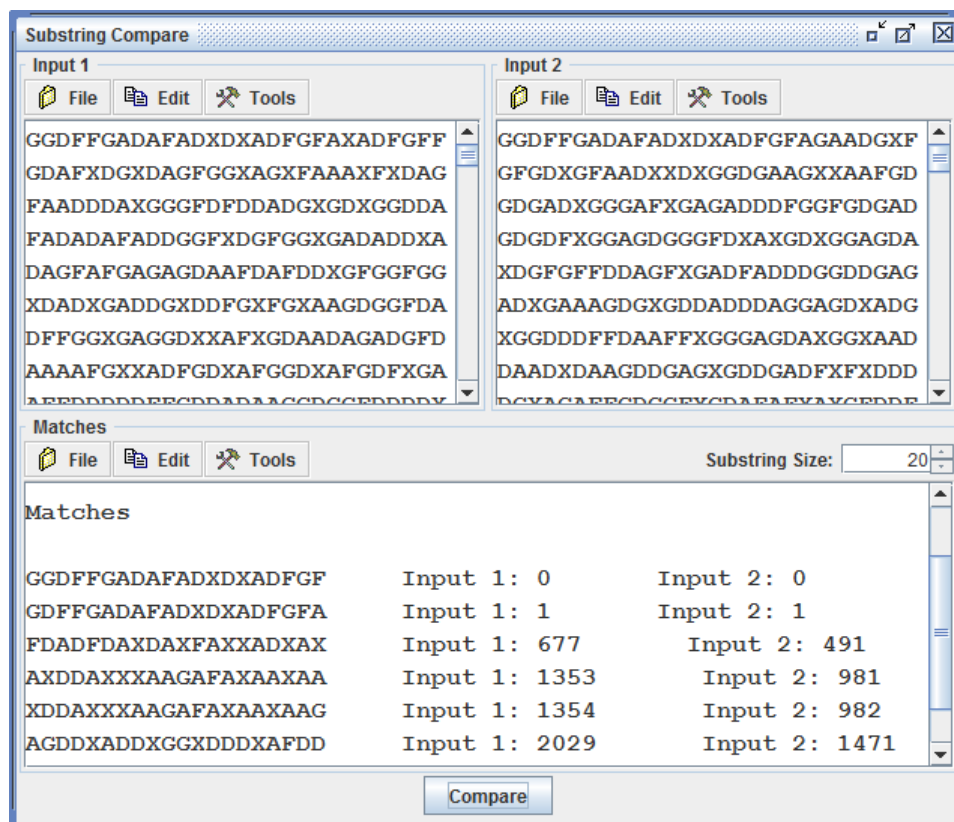 Substring Compare
Input 1
File Edit Tools
GGDFFGADAFADXDXADFGFAXADFGFF
GDAFXDGXDAGFGGXAGXFAAAXFXDAG
FAADDDAXGGGFDFDDADGXGDXGGDDA
FADADAFADDGGFXDGFGGXGADADDXA
DAGFAFGAGAGDAAFDAFDDXGFGGFGG
XDADXGADDGXDDFGXFGXAAGDGGFDA
DFFGGXGAGGDXXAFXGDAADAGADGFD
AAAAFGXXADFGDXAFGGDXAFGDFXGA
Input 2
File Edit Tools
GGDFFGADAFADXDXADFGFAGAADGXF
GFGDXGFAADXXDXGGDGAAGXXAAFGD
GDGADXGGGAFXGAGADDDFGGFGDGAD
GDGDFXGGAGDGGGFDXAXGDXGGAGDA
XDGFGFFDDAGFXGADFADDDGGDDGAG
ADXGAAAGDGXGDDADDDAGGAGDXADG
XGGDDDFFDAAFFXGGGAGDAXGGXAAD
DAADXDAAGDDGAGXGDDGADFXFXDDD
Matches
File Edit Tools Substring Size: 20
Matches
GGDFFGADAFADXDXADFGF Input 1: 0 Input 2: 0
GDFFGADAFADXDXADFGFA Input 1: 1 Input 2: 1
FDADFDAXDAXFAXXADXAX Input 1: 677 Input 2: 491
AXDDAXXXAAGAFAXAAXAA Input 1: 1353 Input 2: 981
XDDAXXXAAGAFAXAAXAAG Input 1: 1354 Input 2: 982
AGDDXADDXGGXDDDXAFDD Input 1: 2029 Input 2: 1471
Compare